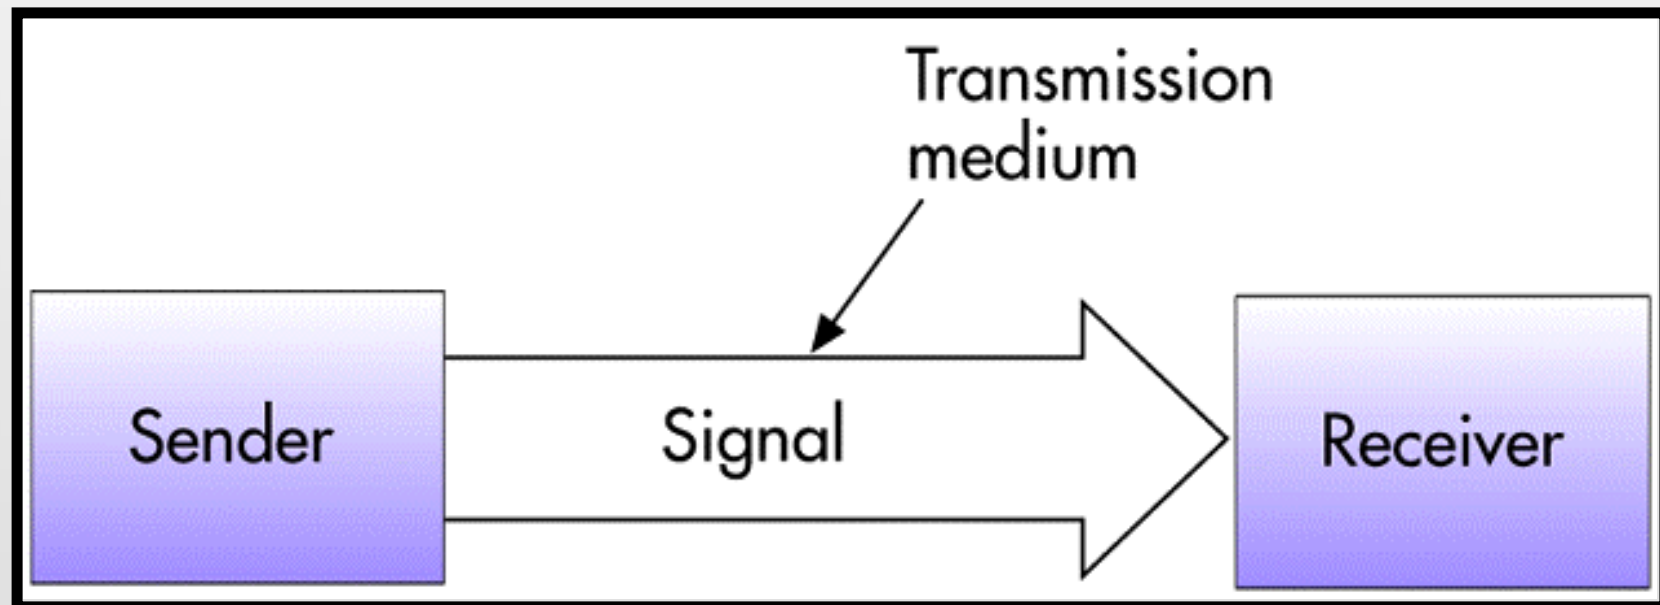 Transmission
medium
Sender
Signal
Receiver